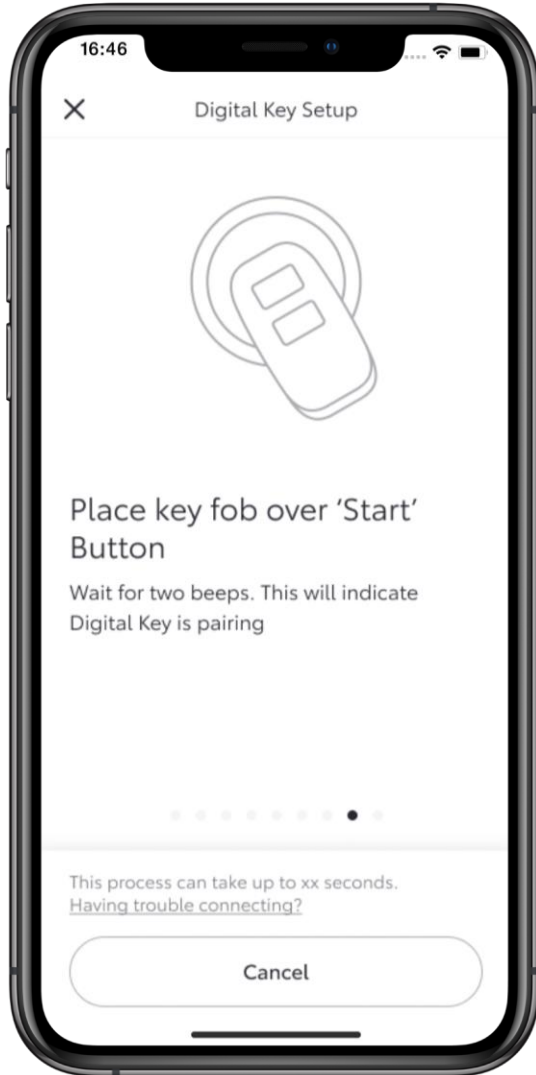 16:46
Digital Key Setup
Place key fob over ‘Start’
Button
Wait for two beeps. This will indicate
Digital Key is pairing
This process can take up to xx seconds.
Having trouble connecting?
Cancel